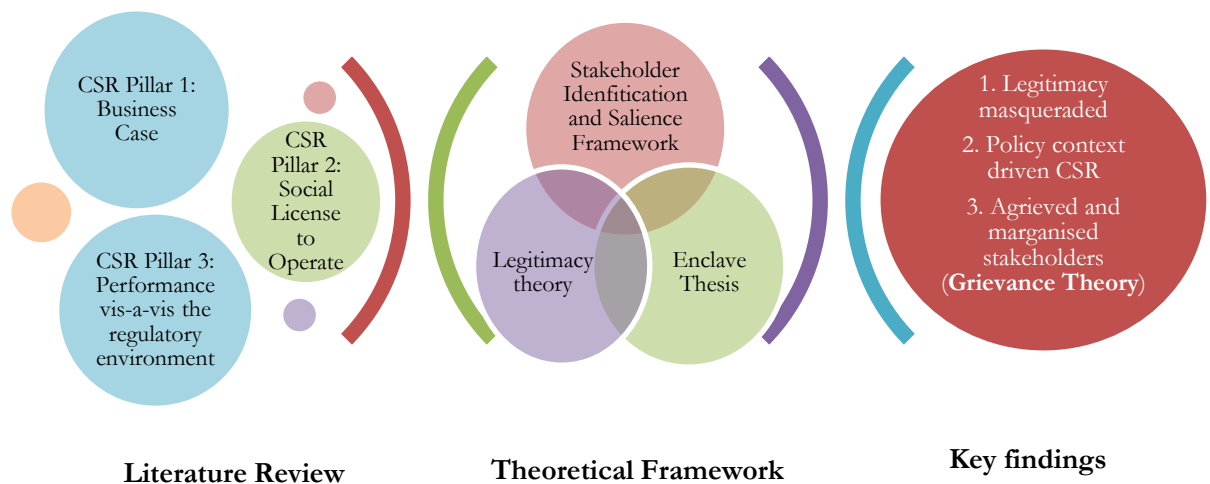 CSR Pillar 1:
Business
Case
CSR
Pillar 2:
Social
License
to
Operate
CSR Pillar 3:
Performance
vis-a-vis the
regulatory
environment
Literature Review
Stakeholder
Idenfitication
and Salience
Framework
Legitimacy
theory
Enclave
Thesis
Theoretical Framework
1. Legitimacy
masqueraded
2. Policy context
driven CSR
3. Agrieved and
marganised
stakeholders
(Grievance Theory)
Key findings